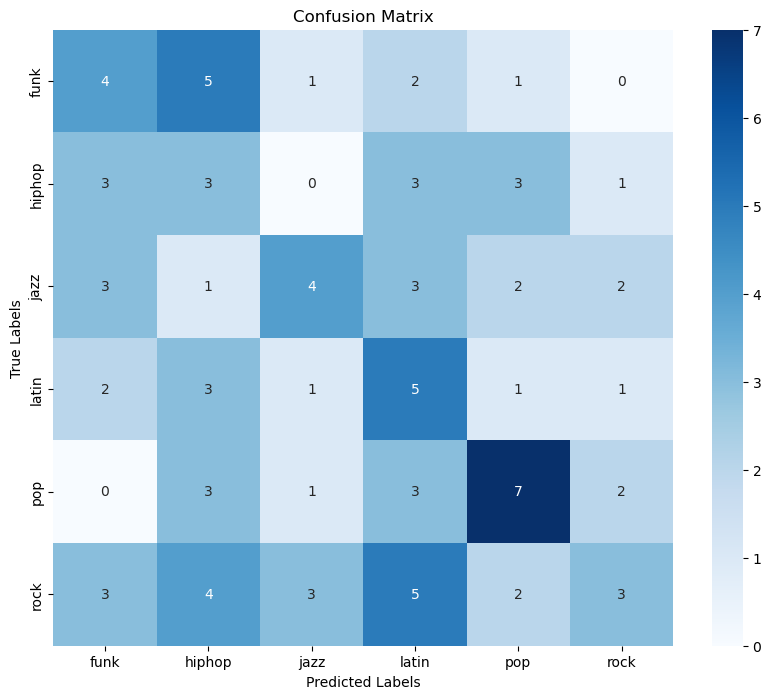 Confusion Matrix
funk 4 5 1 2 1 0
hiphop 3 3 0 3 3 1
jazz 3 1 4 3 2 2
latin 2 3 1 5 1 1
pop 0 3 1 3 7 2
rock 3 4 3 5 2 3
True Labels
funk hiphop jazz latin pop rock
Predicted Labels
7
6
5
4
3
2
1
0